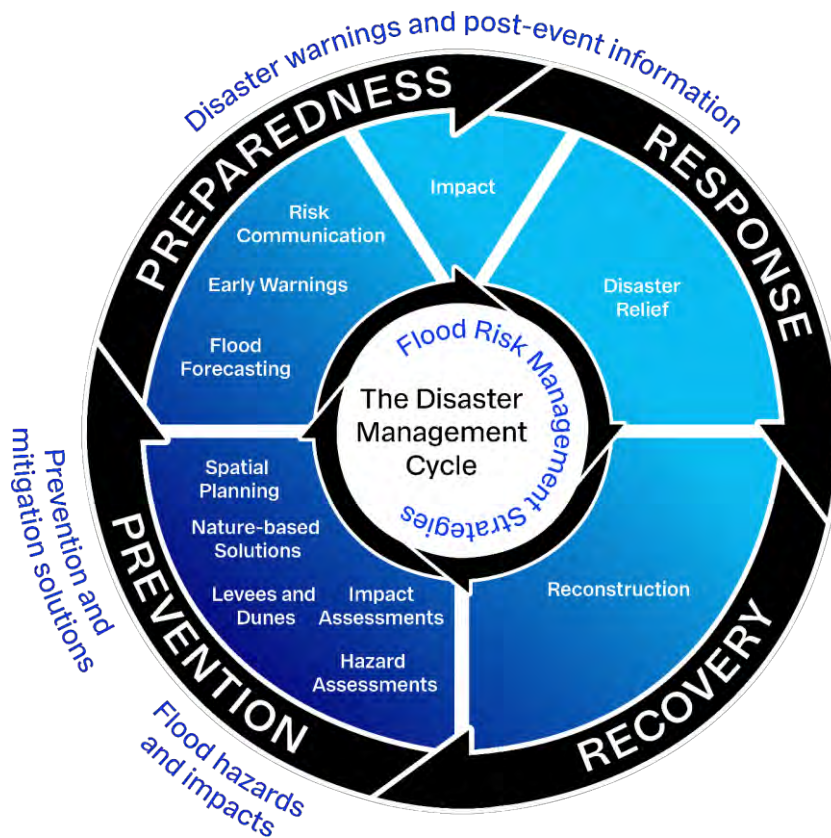 Disaster warnings and post-event information
PREPAREDNESS
RESPONSE
Impact
Risk
Communication
Early Warnings
Flood
Forecasting
Disaster
Relief
Flood Risk Management Strategies
The Disaster
Management
Cycle
Spatial
Planning
Nature-based
Solutions
Levees and
Dunes
Impact
Assessments
Hazard
Assessments
Reconstruction
PREVENTION
RECOVERY
Prevention and
mitigation solutions
Flood hazards
and impacts